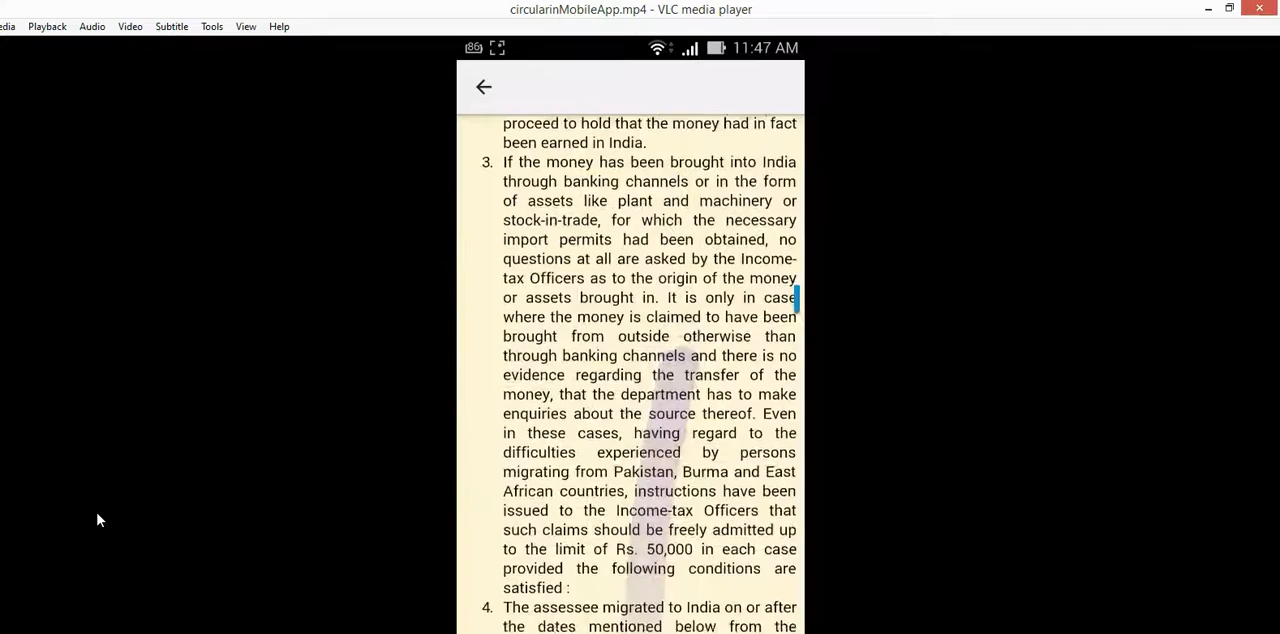 circularinMobileApp.mp4 - VLC media player
edia Playback Audio Video Subtitle Tools View Help
86 11:47 AM
proceed to hold that the money had in fact
been earned in India.
3. If the money has been brought into India
through banking channels or in the form
of assets like plant and machinery or
stock-in-trade, for which the necessary
import permits had been obtained, no
questions at all are asked by the Income-
tax Officers as to the origin of the money
or assets brought in. It is only in case
where the money is claimed to have been
brought from outside otherwise than
through banking channels and there is no
evidence regarding the transfer of the
money, that the department has to make
enquiries about the source thereof. Even
in these cases, having regard to the
difficulties experienced by persons
migrating from Pakistan, Burma and East
African countries, instructions have been
issued to the Income-tax Officers that
such claims should be freely admitted up
to the limit of Rs. 50,000 in each case
provided the following conditions are
satisfied :
4. The assessee migrated to India on or after
the dates mentioned below from the